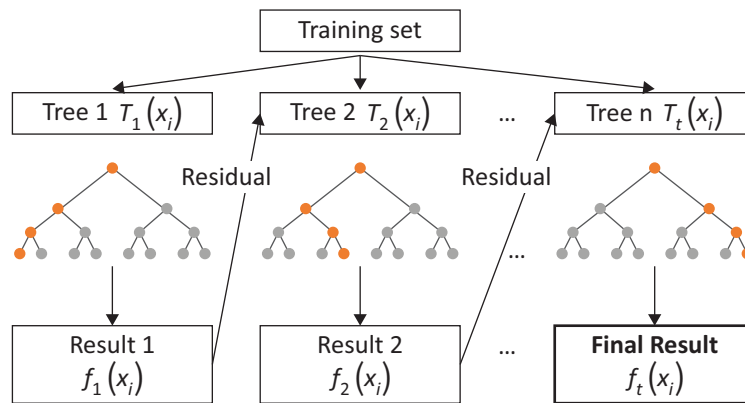 Training set
Tree 1 T₁(xᵢ)
Tree 2 T₂(xᵢ)
...
Tree n Tₜ(xᵢ)
Residual
Residual
...
Result 1
f₁(xᵢ)
Result 2
f₂(xᵢ)
...
Final Result
fₜ(xᵢ)